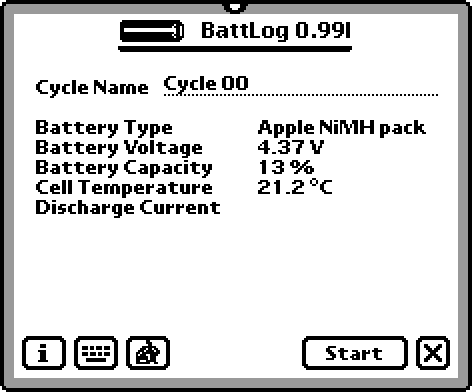 BattLog 0.99l
Cycle Name Cycle 00
Battery Type Apple NiMH pack
Battery Voltage 4.37 V
Battery Capacity 13 %
Cell Temperature 21.2 °C
Discharge Current
i Start X